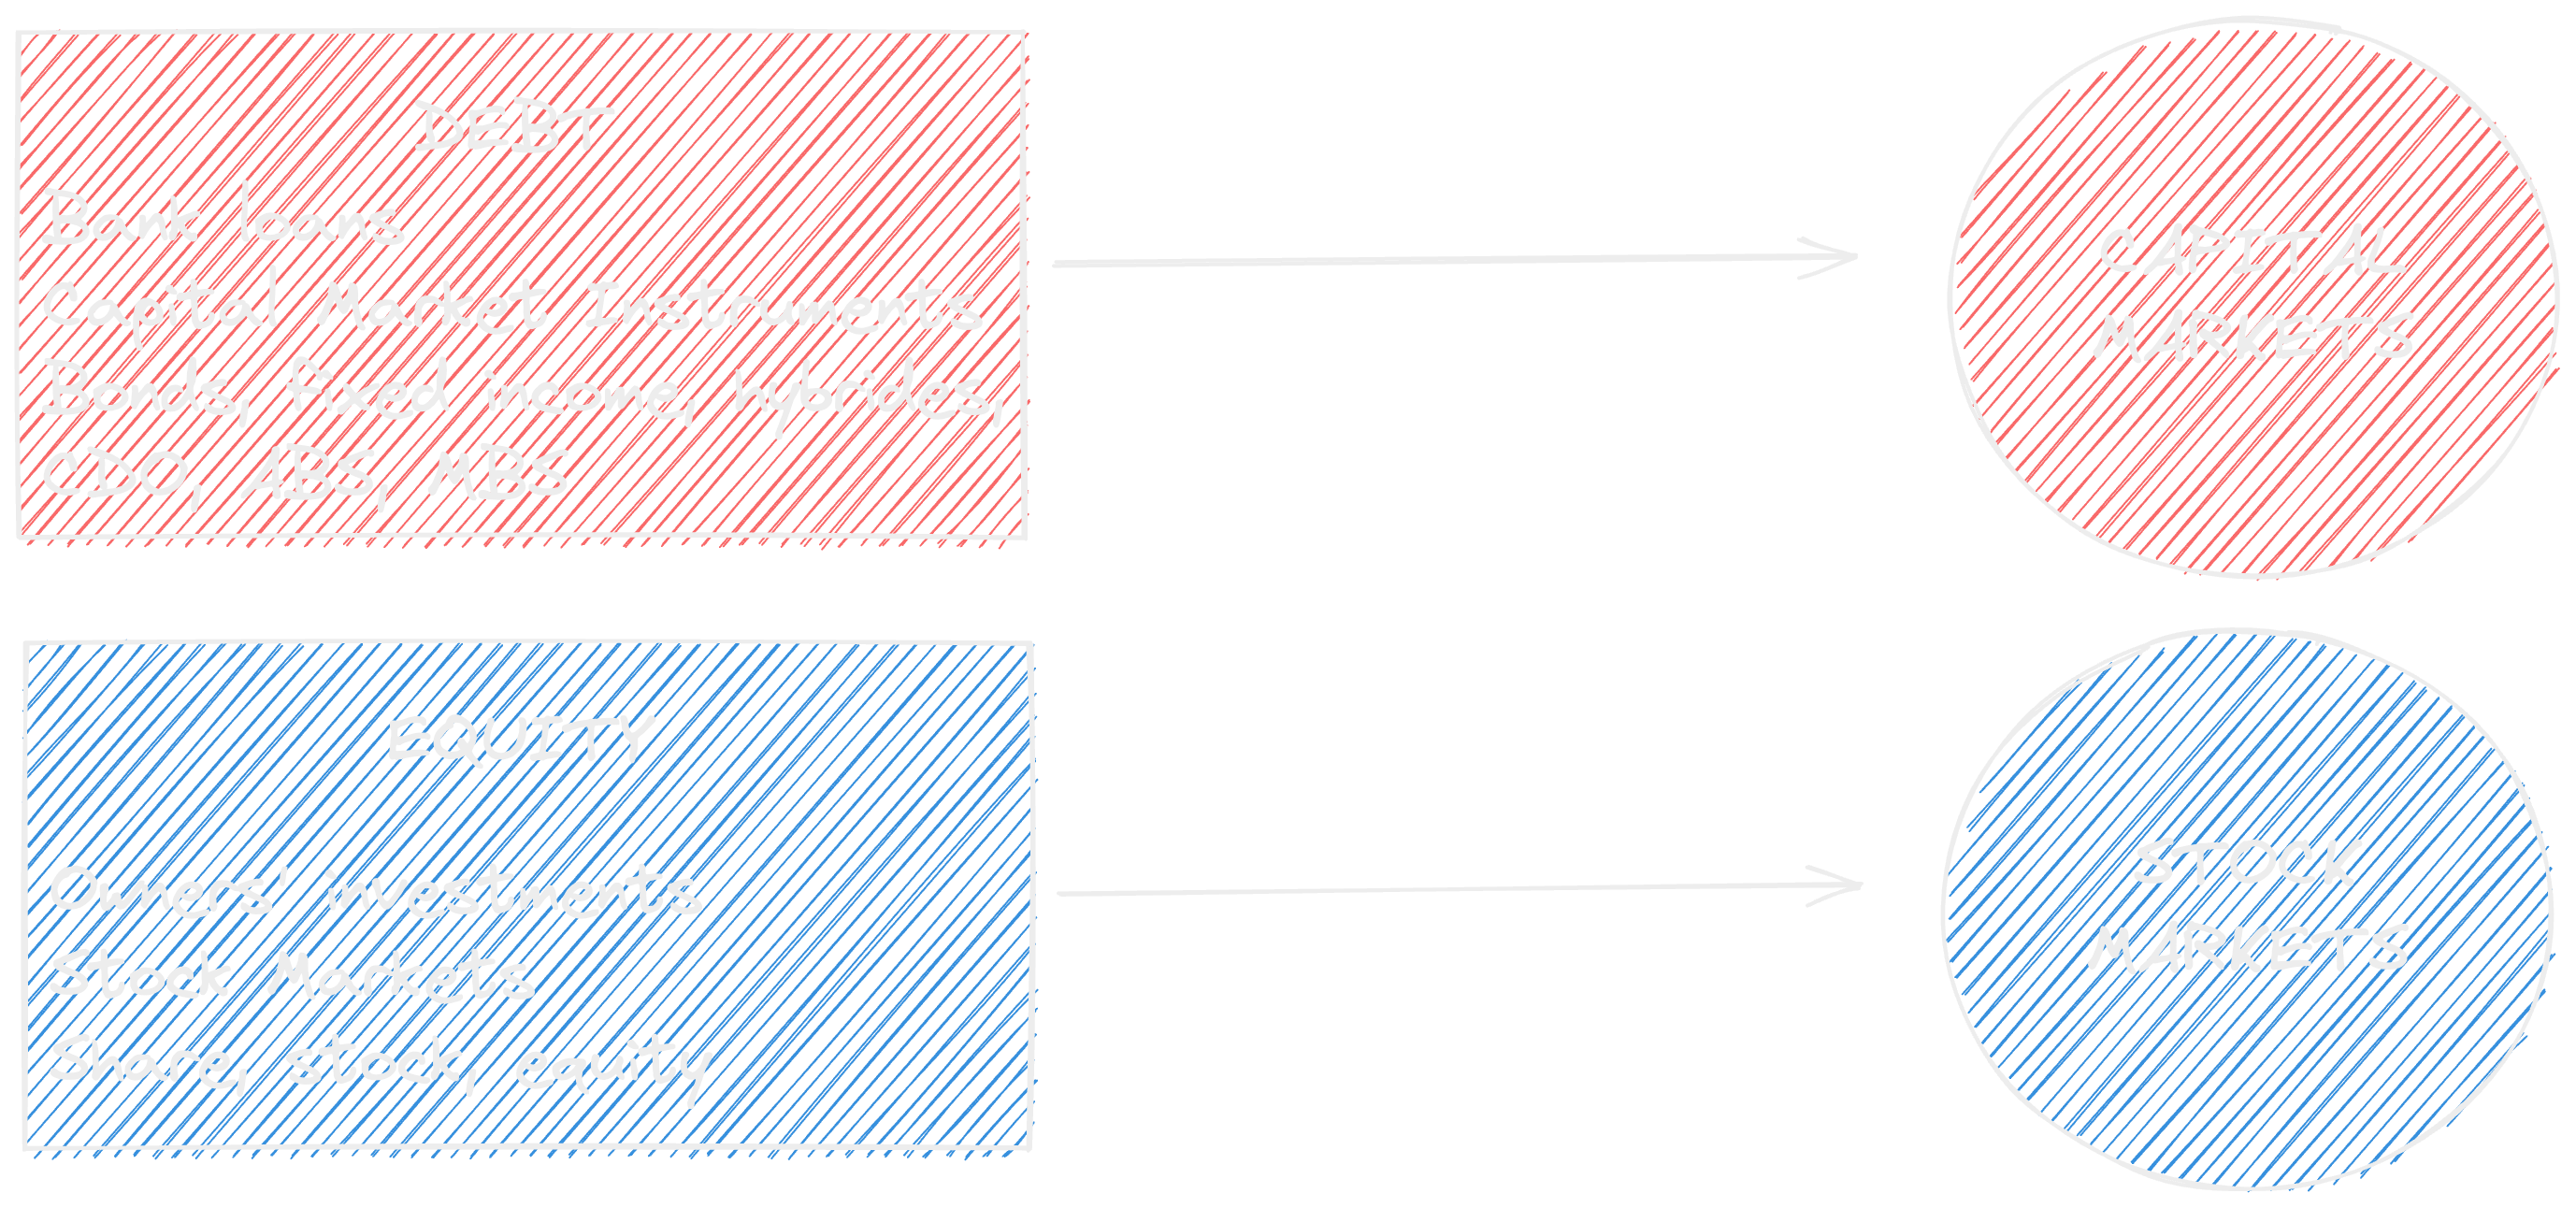 DEBT
Bank loans
Capital Market Instruments
Bonds, fixed income, hybrides,
CDO, ABS, MBS
CAPITAL
MARKETS
EQUITY
Owners' investments
Stock Markets
Share, stock, equity
STOCK
MARKETS